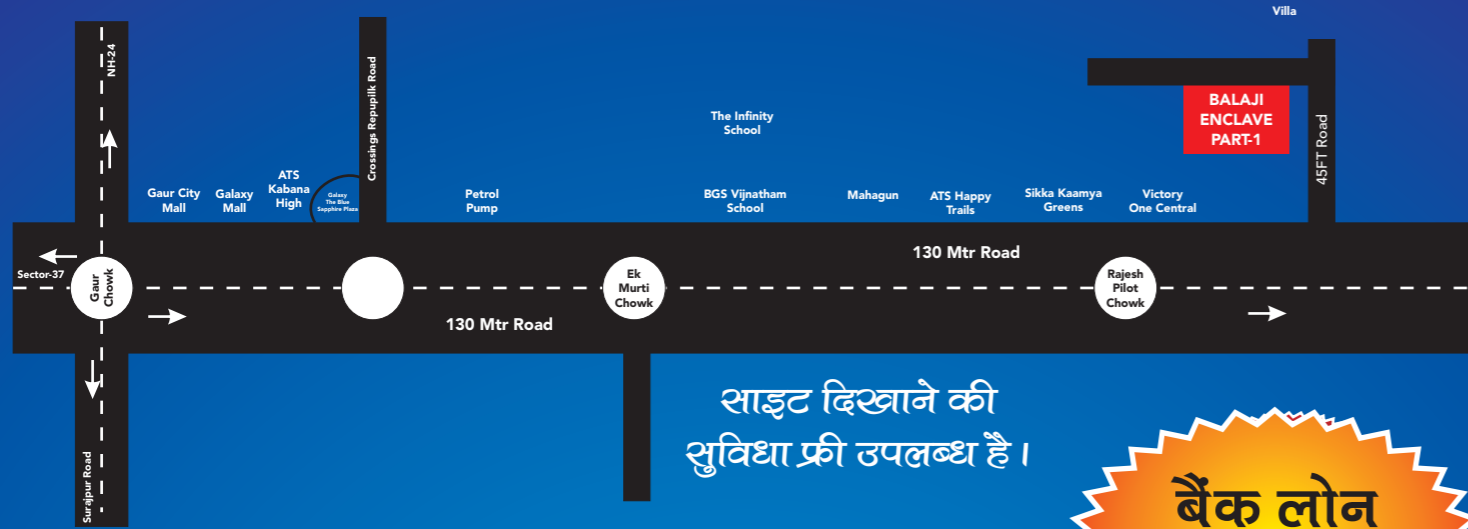 Villa
NH-24
Crossings Repupilk Road
BALAJI
ENCLAVE
PART-1
45FT Road
The Infinity
School
Gaur City
Mall
Galaxy
Mall
ATS
Kabana
High
Galaxy
The Blue
Sapphire Plaza
Petrol
Pump
BGS Vijnatham
School
Mahagun
ATS Happy
Trails
Sikka Kaamya
Greens
Victory
One Central
130 Mtr Road
Sector-37
Gaur
Chowk
Ek
Murti
Chowk
Rajesh
Pilot
Chowk
130 Mtr Road
Surajpur Road
साइट दिखाने की
सुविधा फ्री उपलब्ध है।
बैंक लोन